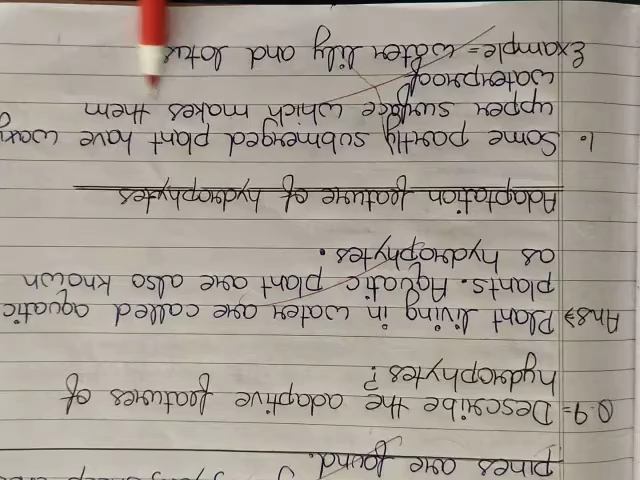 pines are found.
Q.9= Describe the adaptive features of
hydrophytes?
Ans→ Plant living in water are called aquatic
plants. Aquatic plant are also known
as hydrophytes.
Adaptation feature of hydrophytes
1. Some partly submerged plant have waxy
upper surface which makes them
waterproof
Example = water lily and lotus